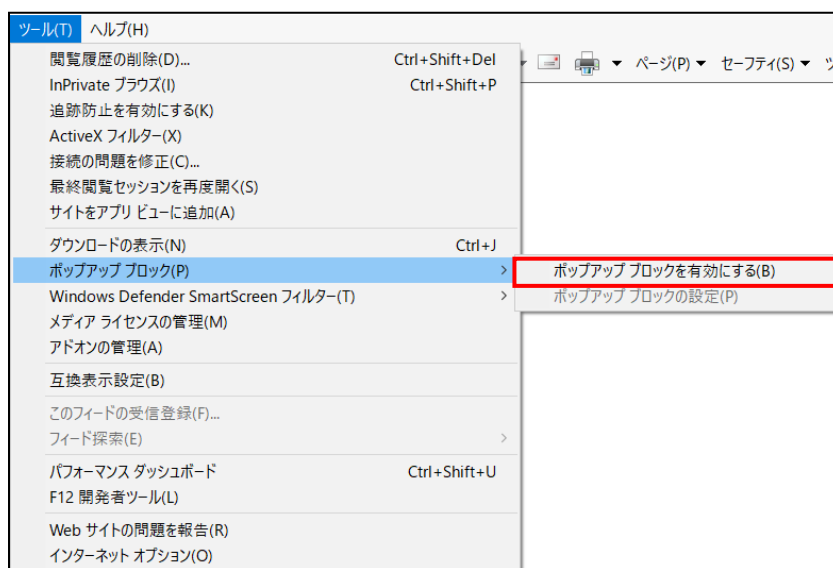 ツール(T) ヘルプ(H)
ページ(P) セーフティ(S)
閲覧履歴の削除(D)... Ctrl+Shift+Del
InPrivate ブラウズ(I) Ctrl+Shift+P
追跡防止を有効にする(K)
ActiveX フィルター(X)
接続の問題を修正(C)...
最終閲覧セッションを再度開く(S)
サイトをアプリ ビューに追加(A)
ダウンロードの表示(N) Ctrl+J
ポップアップ ブロック(P)
ポップアップ ブロックを有効にする(B)
Windows Defender SmartScreen フィルター(T)
ポップアップ ブロックの設定(P)
メディア ライセンスの管理(M)
アドオンの管理(A)
互換表示設定(B)
このフィードの受信登録(F)...
フィード探索(E)
パフォーマンス ダッシュボード Ctrl+Shift+U
F12 開発者ツール(L)
Web サイトの問題を報告(R)
インターネット オプション(O)